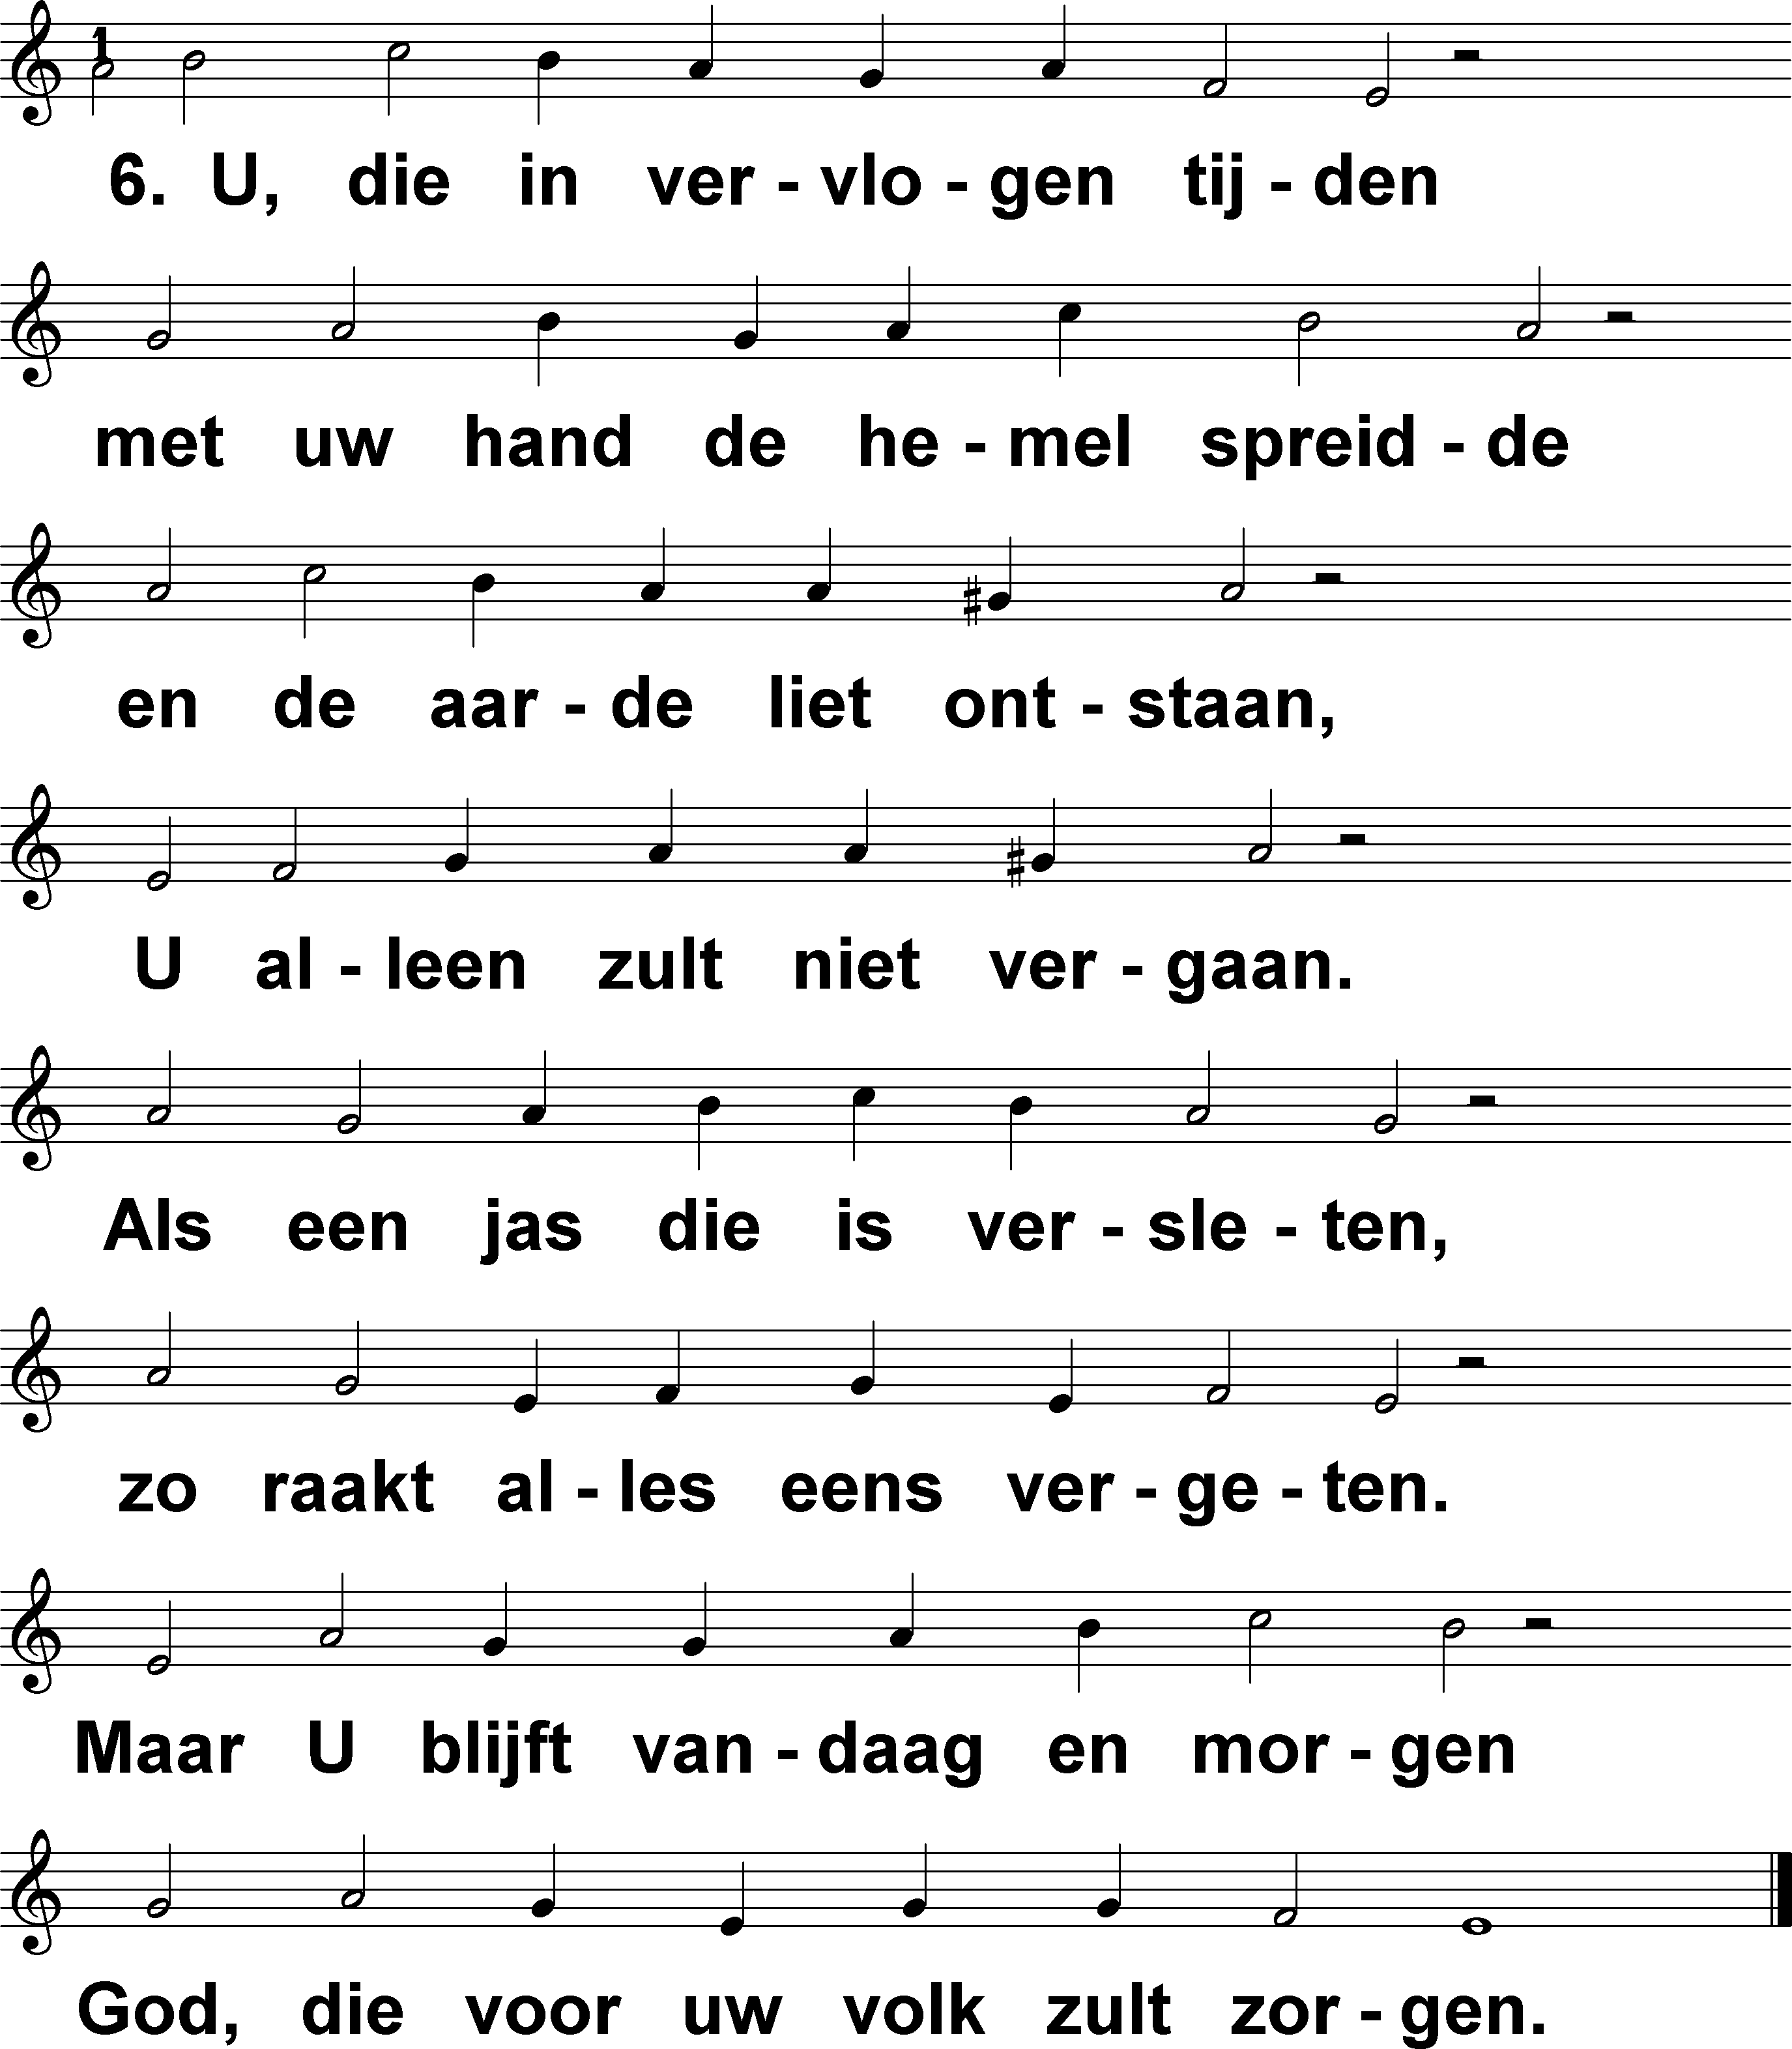 1
6. U, die in ver - vlo - gen tij - den
met uw hand de he - mel spreid - de
en de aar - de liet ont - staan,
U al - leen zult niet ver - gaan.
Als een jas die is ver - sle - ten,
zo raakt al - les eens ver - ge - ten.
Maar U blijft van - daag en mor - gen
God, die voor uw volk zult zor - gen.